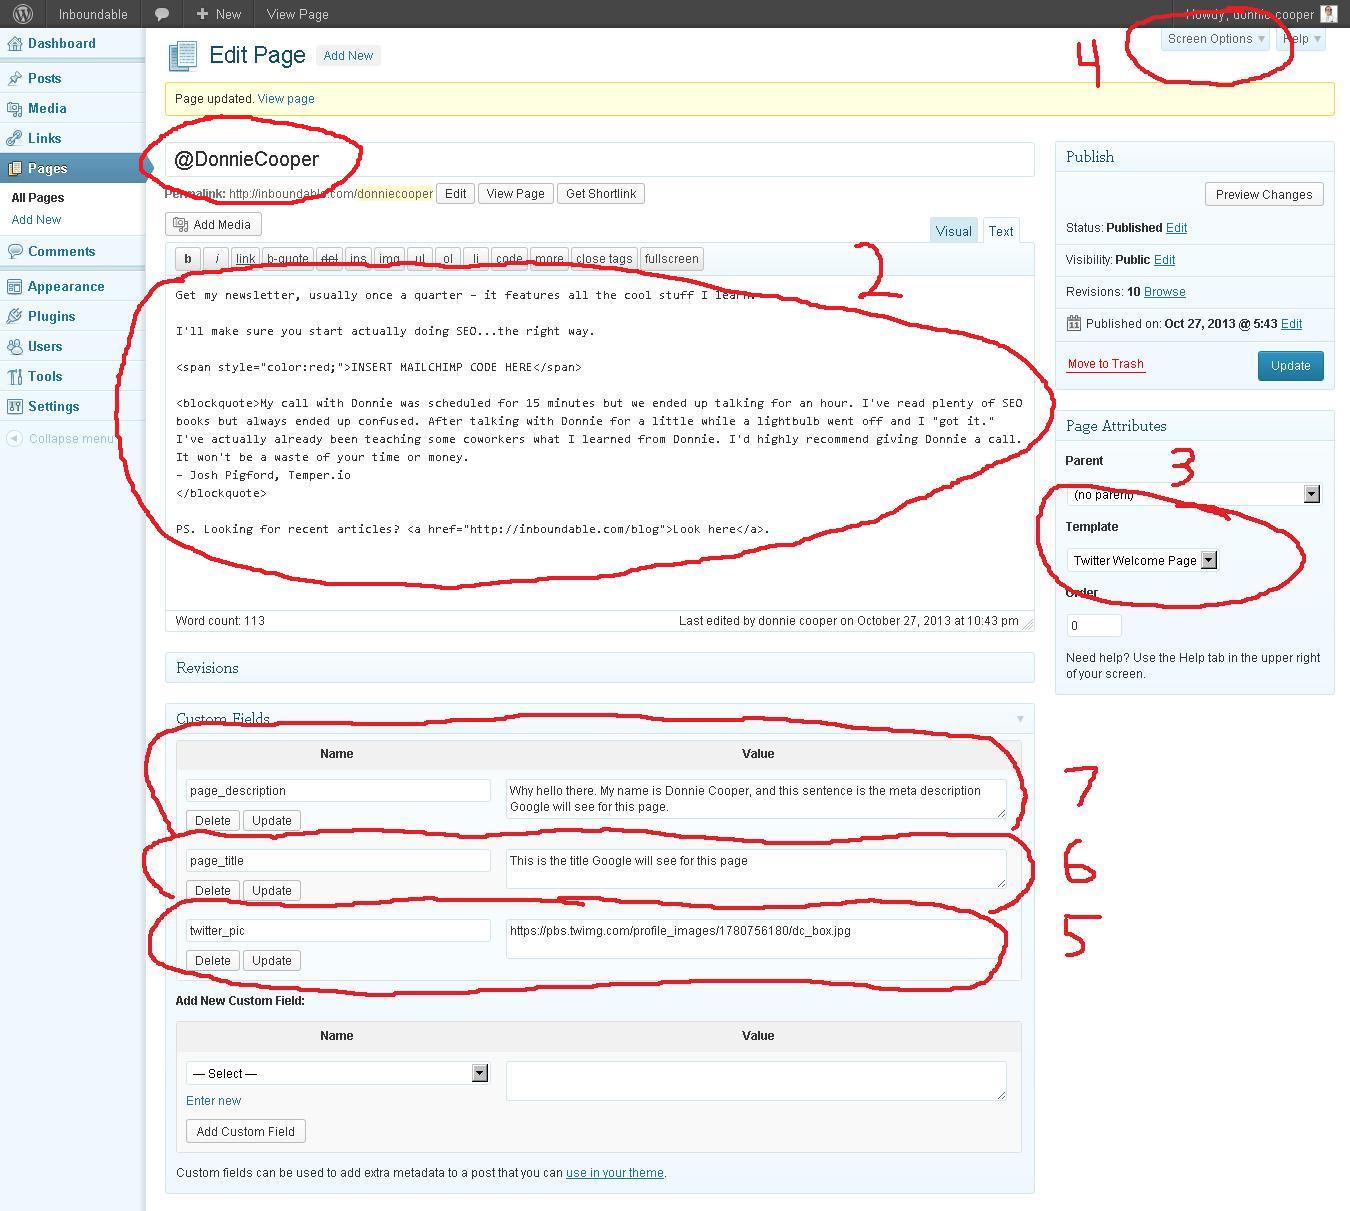 Inboundable
New
View Page
Howdy, donnie cooper
Screen Options
Help
4
Dashboard
Posts
Media
Links
Pages
All Pages
Add New
Comments
Appearance
Plugins
Users
Tools
Settings
Collapse menu
Edit Page
Add New
Page updated. View page
@DonnieCooper
Permalink: http://inboundable.com/donniecooper Edit View Page Get Shortlink
Add Media
Visual Text
b i link b-quote del ins img ul ol li code more close tags fullscreen
2
Get my newsletter, usually once a quarter - it features all the cool stuff I learn.
I'll make sure you start actually doing SEO...the right way.
<span style="color:red;">INSERT MAILCHIMP CODE HERE</span>
<blockquote>My call with Donnie was scheduled for 15 minutes but we ended up talking for an hour. I've read plenty of SEO
books but always ended up confused. After talking with Donnie for a little while a lightbulb went off and I "got it."
I've actually already been teaching some coworkers what I learned from Donnie. I'd highly recommend giving Donnie a call.
It won't be a waste of your time or money.
- Josh Pigford, Temper.io
</blockquote>
PS. Looking for recent articles? <a href="http://inboundable.com/blog">Look here</a>.
Word count: 113
Last edited by donnie cooper on October 27, 2013 at 10:43 pm
Publish
Preview Changes
Status: Published Edit
Visibility: Public Edit
Revisions: 10 Browse
11 Published on: Oct 27, 2013 @ 5:43 Edit
Move to Trash
Update
Page Attributes
Parent
3
(no parent)
Template
Twitter Welcome Page
Order
0
Need help? Use the Help tab in the upper right
of your screen.
Revisions
Custom Fields
Name Value
page_description
Why hello there. My name is Donnie Cooper, and this sentence is the meta description
Google will see for this page.
Delete Update
7
page_title
This is the title Google will see for this page
Delete Update
6
twitter_pic
https://pbs.twimg.com/profile_images/1780756180/dc_box.jpg
Delete Update
5
Add New Custom Field:
Name Value
— Select —
Enter new
Add Custom Field
Custom fields can be used to add extra metadata to a post that you can use in your theme.